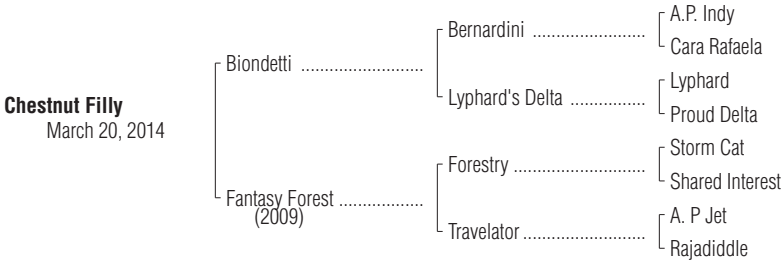 A.P. Indy
Bernardini ........................
Cara Rafaela
Biondetti ..........................
Lyphard
Lyphard's Delta ................
Proud Delta
Chestnut Filly
March 20, 2014
Storm Cat
Forestry ............................
Shared Interest
Fantasy Forest ..................
(2009)
A. P Jet
Travelator ..........................
Rajadiddle